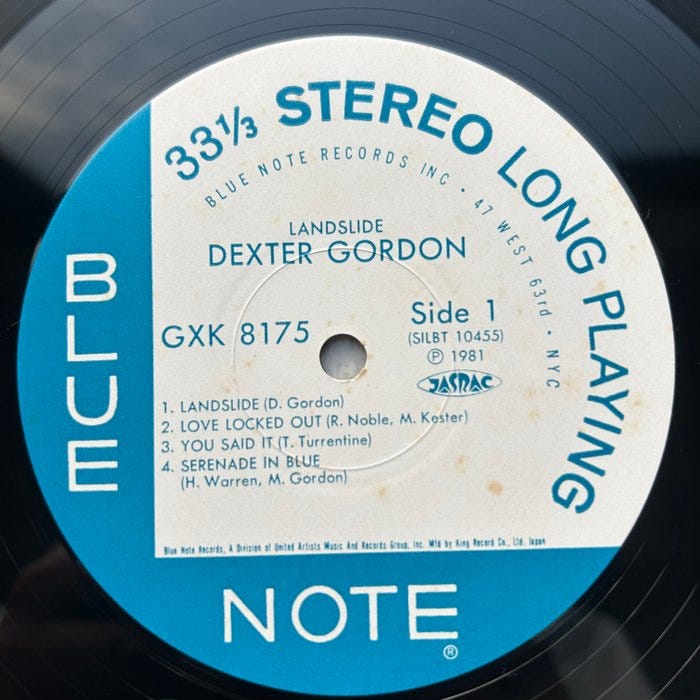 33⅓ STEREO LONG PLAYING
BLUE NOTE RECORDS INC · 47 WEST 63rd · NYC
LANDSLIDE
DEXTER GORDON
GXK 8175
Side 1
(SILBT 10455)
Ⓟ 1981
JASRAC
1. LANDSLIDE (D. Gordon)
2. LOVE LOCKED OUT (R. Noble, M. Kester)
3. YOU SAID IT (T. Turrentine)
4. SERENADE IN BLUE
(H. Warren, M. Gordon)
Blue Note Records, A Division of United Artists Music And Records Group, Inc. Mfd by King Record Co., Ltd. Japan
BLUE
NOTE®